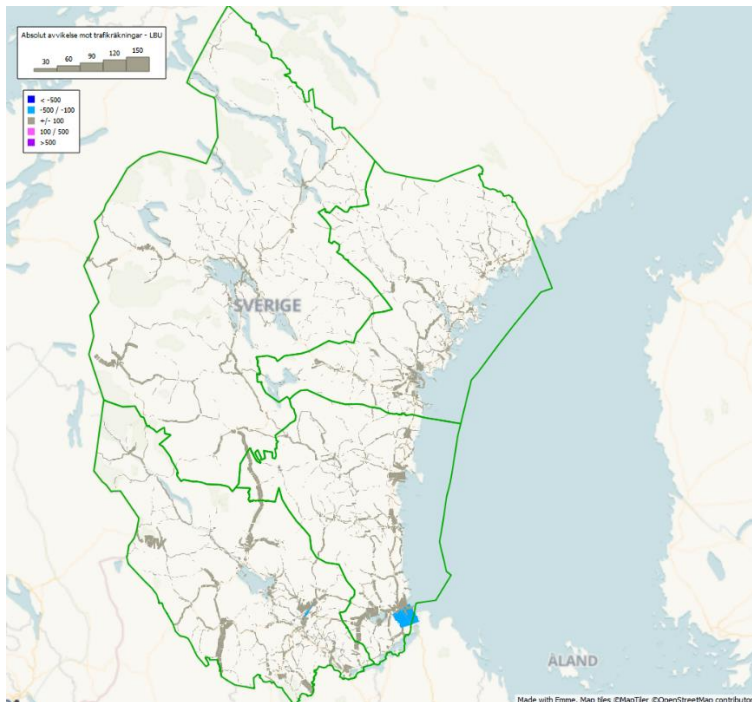 Absolut avvikelse mot trafikräkningar - LBU
30 60 90 120 150
< -500
-500 / -100
+/- 100
100 / 500
>500
SVERIGE
ÅLAND
Made with Emme, Map tiles ©MapTiler ©OpenStreetMap contributor